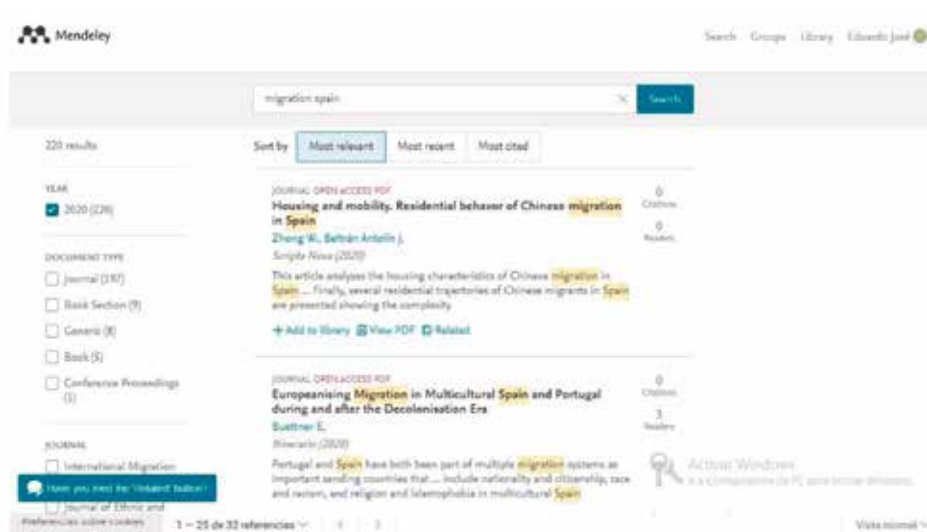 Mendeley
Search Groups Library Eduardo José
migration spain
Search
220 results
Sort by Most relevant Most recent Most cited
YEAR
2020 (220)
DOCUMENT TYPE
Journal (197)
Book Section (9)
Generic (8)
Book (5)
Conference Proceedings
(1)
JOURNAL
International Migration
Have you tried the 'Related' button?
Journal of Ethnic and
JOURNAL OPEN ACCESS PDF
Housing and mobility. Residential behavor of Chinese migration
in Spain
Zhong W., Beltrán Antolín J.
Scripta Nova (2020)
This article analyzes the housing characteristics of Chinese migration in
Spain ... Finally, several residential trajectories of Chinese migrants in Spain
are presented showing the complexity
Add to library View PDF Related
0
Citations
0
Readers
JOURNAL OPEN ACCESS PDF
Europeanising Migration in Multicultural Spain and Portugal
during and after the Decolonisation Era
Buettner E.
Itinerario (2020)
Portugal and Spain have both been part of multiple migration systems as
important sending countries that ... include nationality and citizenship, race
and racism, and religion and Islamophobia in multicultural Spain
0
Citations
3
Readers
Activar Windows
Preferencias sobre cookies
1 – 25 de 32 referencias
Vista normal